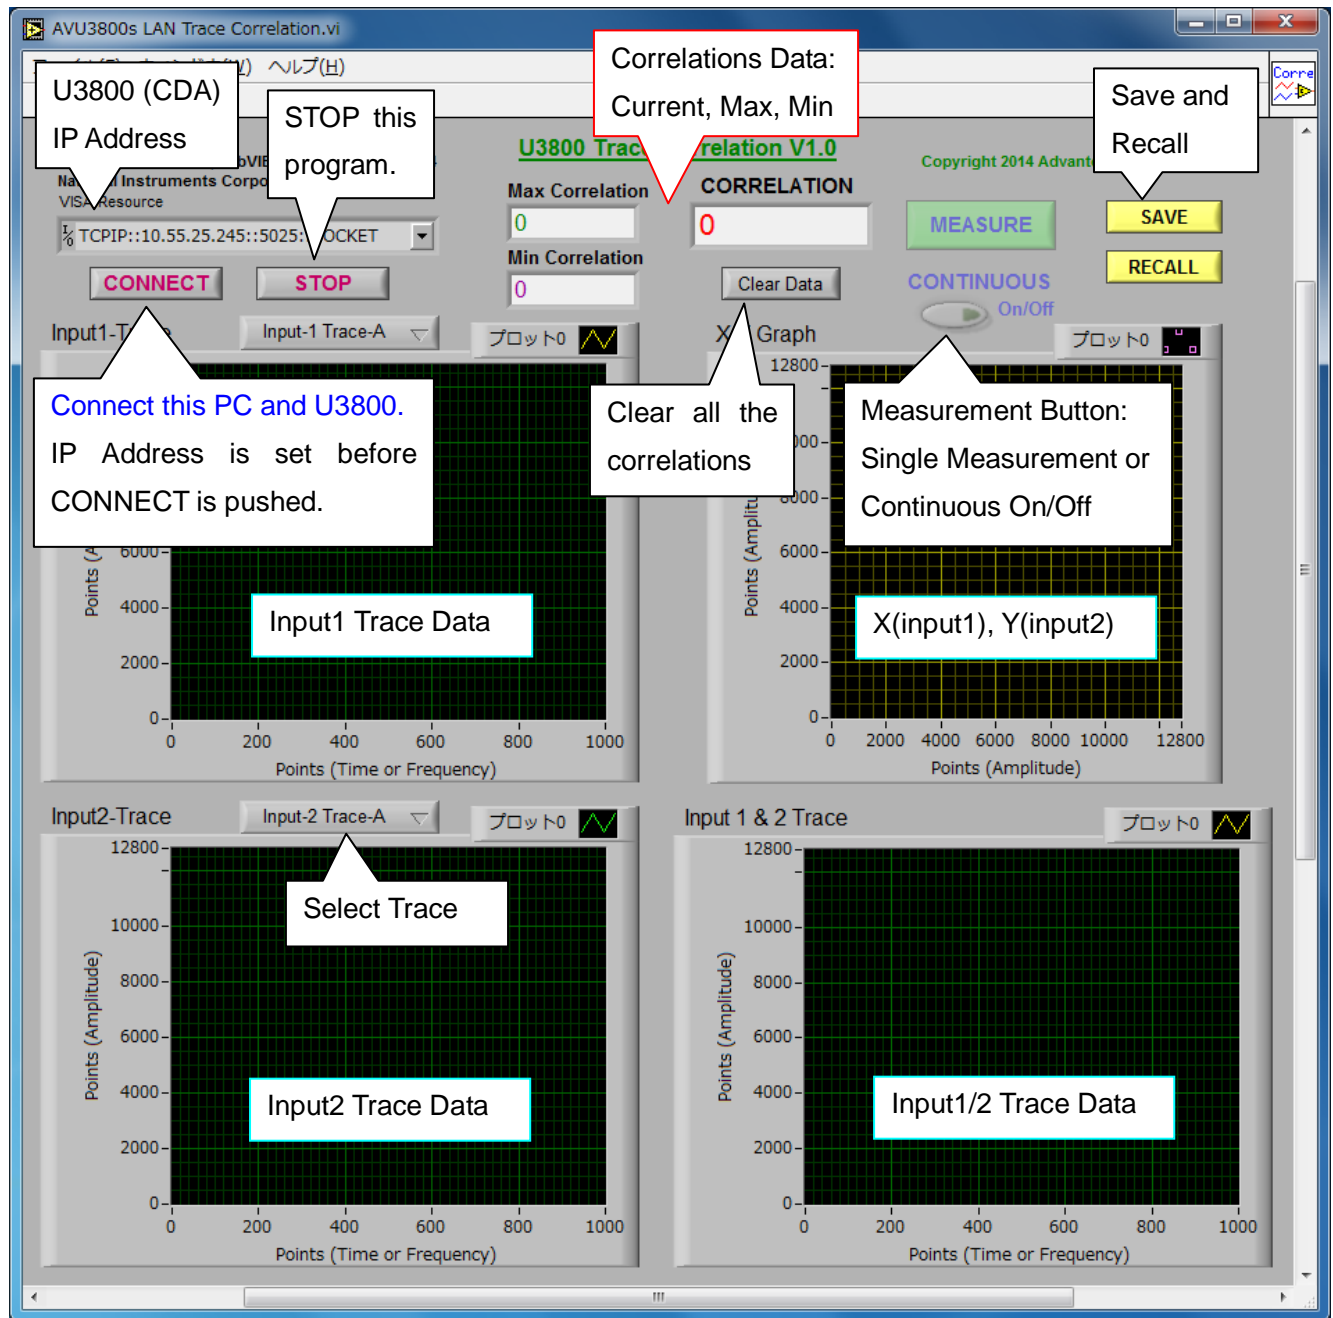 AVU3800s LAN Trace Correlation.vi
ヘルプ(H)
Corre
U3800 (CDA)
IP Address
STOP this
program.
Correlations Data:
Current, Max, Min
Save and
Recall
U3800 Trac
relation V1.0
Copyright 2014 Advant
Instruments
VISA Resource
TCPIP::10.55.25.245::5025::
OCKET
Max Correlation
0
Min Correlation
0
CORRELATION
0
MEASURE
SAVE
RECALL
CONNECT
STOP
Clear Data
CONTINUOUS
On/Off
Input1-T
Input-1 Trace-A
プロット0
X
Graph
プロット0
Connect this PC and U3800.
IP Address is set before
CONNECT is pushed.
Clear all the
correlations
Measurement Button:
Single Measurement or
Continuous On/Off
6000
4000
2000
0
Points (A
Input1 Trace Data
0 200 400 600 800 1000
Points (Time or Frequency)
12800
000
8000
6000
4000
2000
0
Points (Amplitu
X(input1), Y(input2)
0 2000 4000 6000 8000 10000 12800
Points (Amplitude)
Input2-Trace
Input-2 Trace-A
プロット0
12800
10000
8000
6000
4000
2000
0
Points (Amplitude)
Select Trace
Input2 Trace Data
0 200 400 600 800 1000
Points (Time or Frequency)
Input 1 & 2 Trace
プロット0
12800
10000
8000
6000
4000
2000
0
Points (Amplitude)
Input1/2 Trace Data
0 200 400 600 800 1000
Points (Time or Frequency)